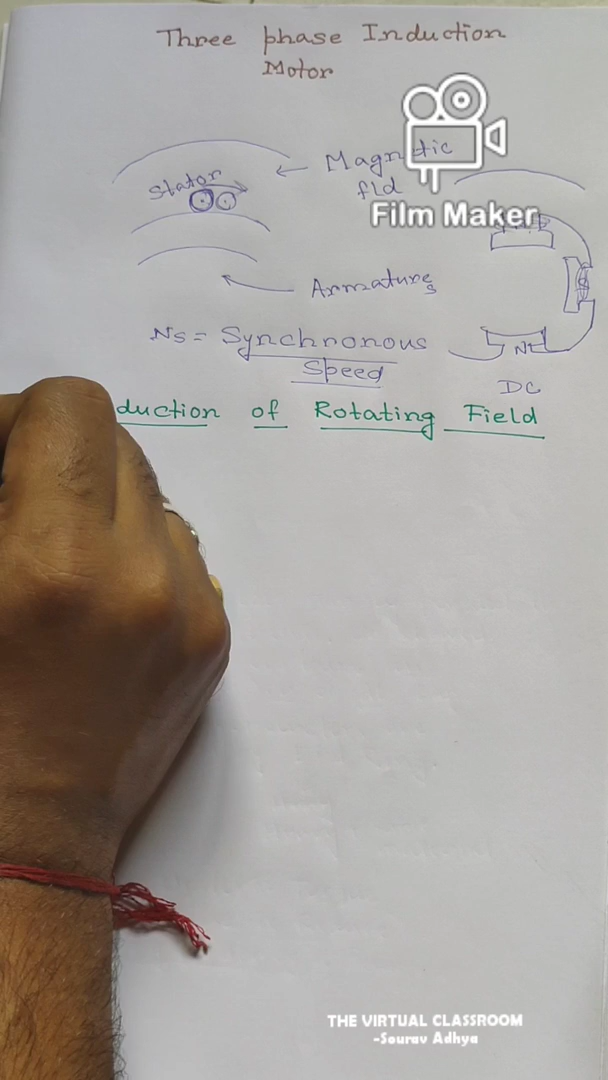 Three phase Induction
Motor
Stator
Magnetic
fld
Film Maker
Armatures
Ns = Synchronous
Speed
N
DC
duction of Rotating Field
THE VIRTUAL CLASSROOM
-Sourav Adhya